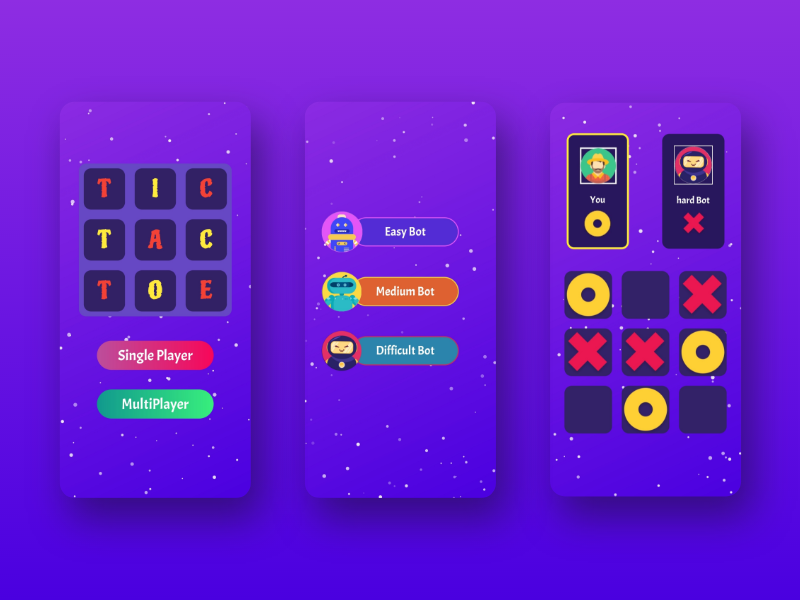 T I C
T A C
T O E
Single Player
MultiPlayer
Easy Bot
Medium Bot
Difficult Bot
You
hard Bot